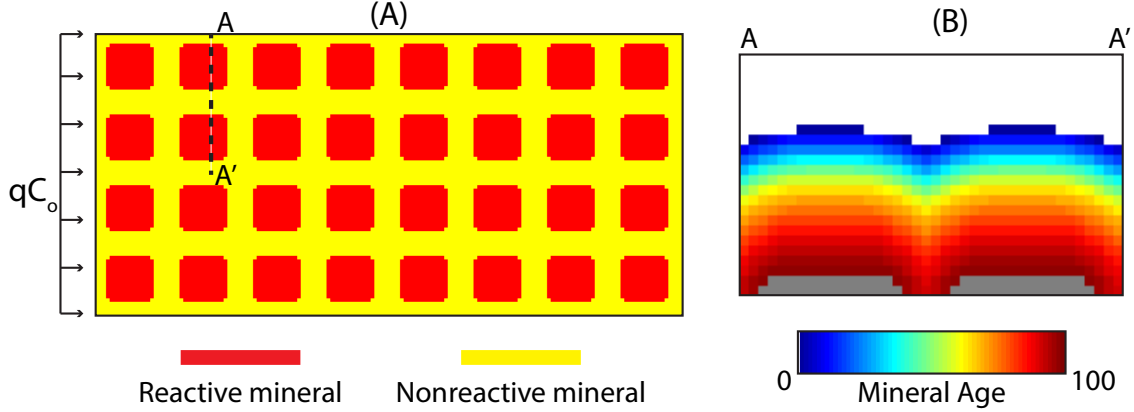 (A)
A
A'
qCo
Reactive mineral
Nonreactive mineral
(B)
A
A'
0
100
Mineral Age